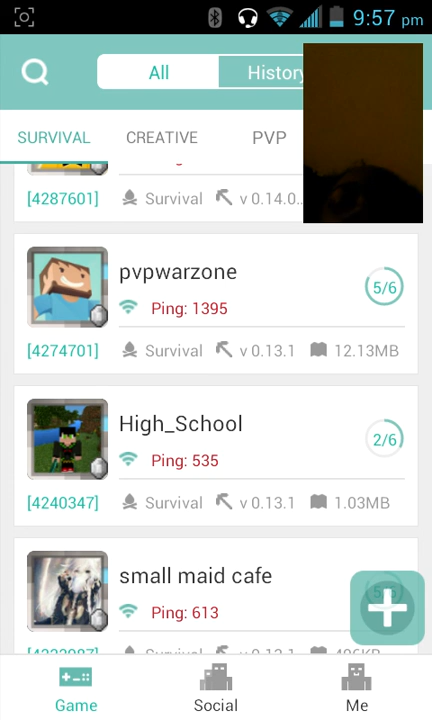 9:57 pm
All
History
SURVIVAL
CREATIVE
PVP
[4287601] Survival v 0.14.0..
pvpwarzone
5/6
Ping: 1395
[4274701] Survival v 0.13.1 12.13MB
High_School
2/6
Ping: 535
[4240347] Survival v 0.13.1 1.03MB
small maid cafe
Ping: 613
Survival
Game
Social
Me